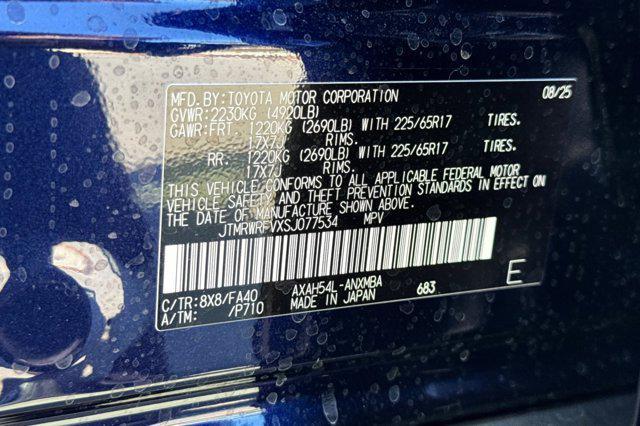 MFD. BY: TOYOTA MOTOR CORPORATION 08/25
GVWR: 2230KG (4920LB)
GAWR: FRT. 1220KG (2690LB) WITH 225/65R17 TIRES.
17X7J RIMS.
RR. 1220KG (2690LB) WITH 225/65R17 TIRES.
17X7J RIMS.
THIS VEHICLE CONFORMS TO ALL APPLICABLE FEDERAL MOTOR
VEHICLE SAFETY AND THEFT PREVENTION STANDARDS IN EFFECT ON
THE DATE OF MANUFACTURE SHOWN ABOVE.
JTMRWRFVXSJ077534 MPV
C/TR: 8X8/FA40 AXAH54L-ANXMBA 683 E
A/TM: /P710 MADE IN JAPAN